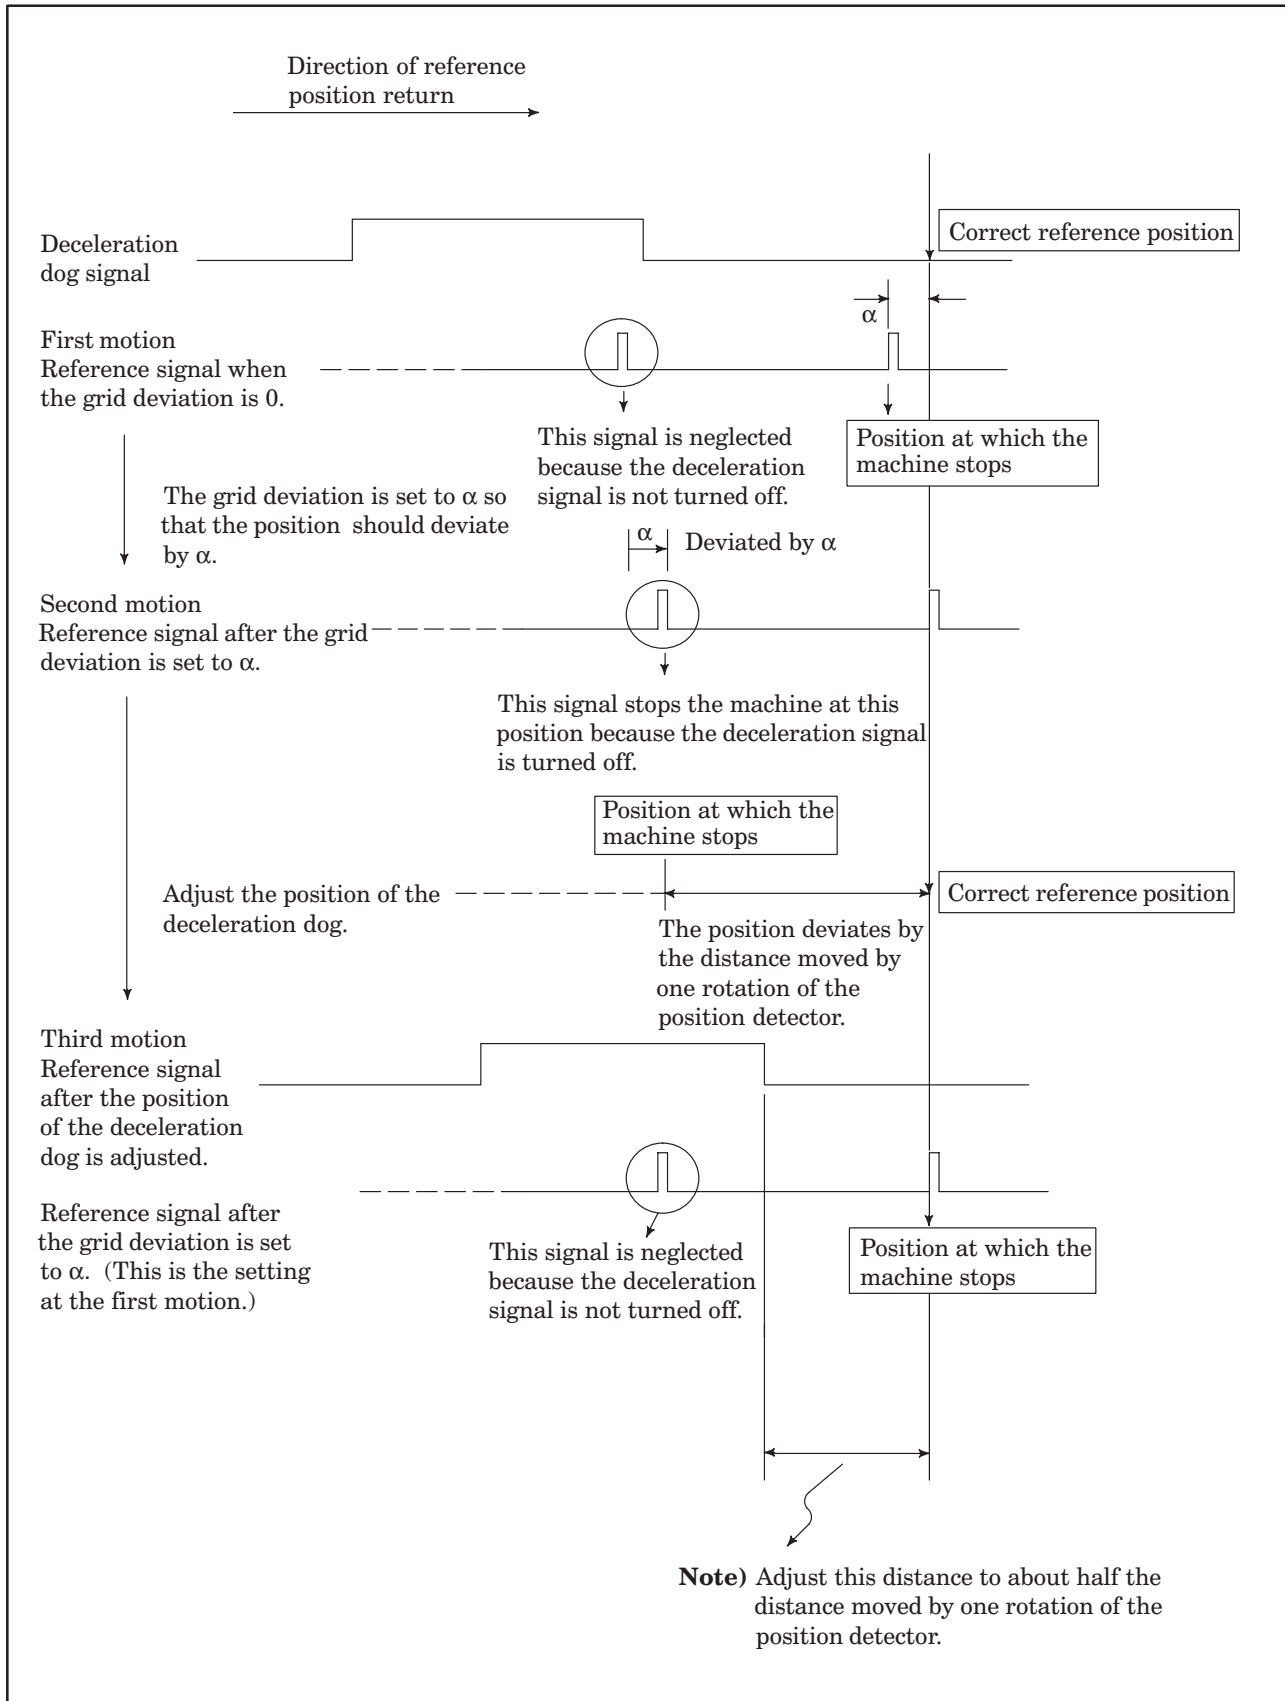 Direction of reference
position return
Deceleration
dog signal
Correct reference position
α
First motion
Reference signal when
the grid deviation is 0.
This signal is neglected
because the deceleration
signal is not turned off.
Position at which the
machine stops
The grid deviation is set to α so
that the position should deviate
by α.
α
Deviated by α
Second motion
Reference signal after the grid
deviation is set to α.
This signal stops the machine at this
position because the deceleration signal
is turned off.
Position at which the
machine stops
Adjust the position of the
deceleration dog.
Correct reference position
The position deviates by
the distance moved by
one rotation of the
position detector.
Third motion
Reference signal
after the position
of the deceleration
dog is adjusted.
Reference signal after
the grid deviation is set
to α. (This is the setting
at the first motion.)
This signal is neglected
because the deceleration
signal is not turned off.
Position at which the
machine stops
Note) Adjust this distance to about half the
distance moved by one rotation of the
position detector.